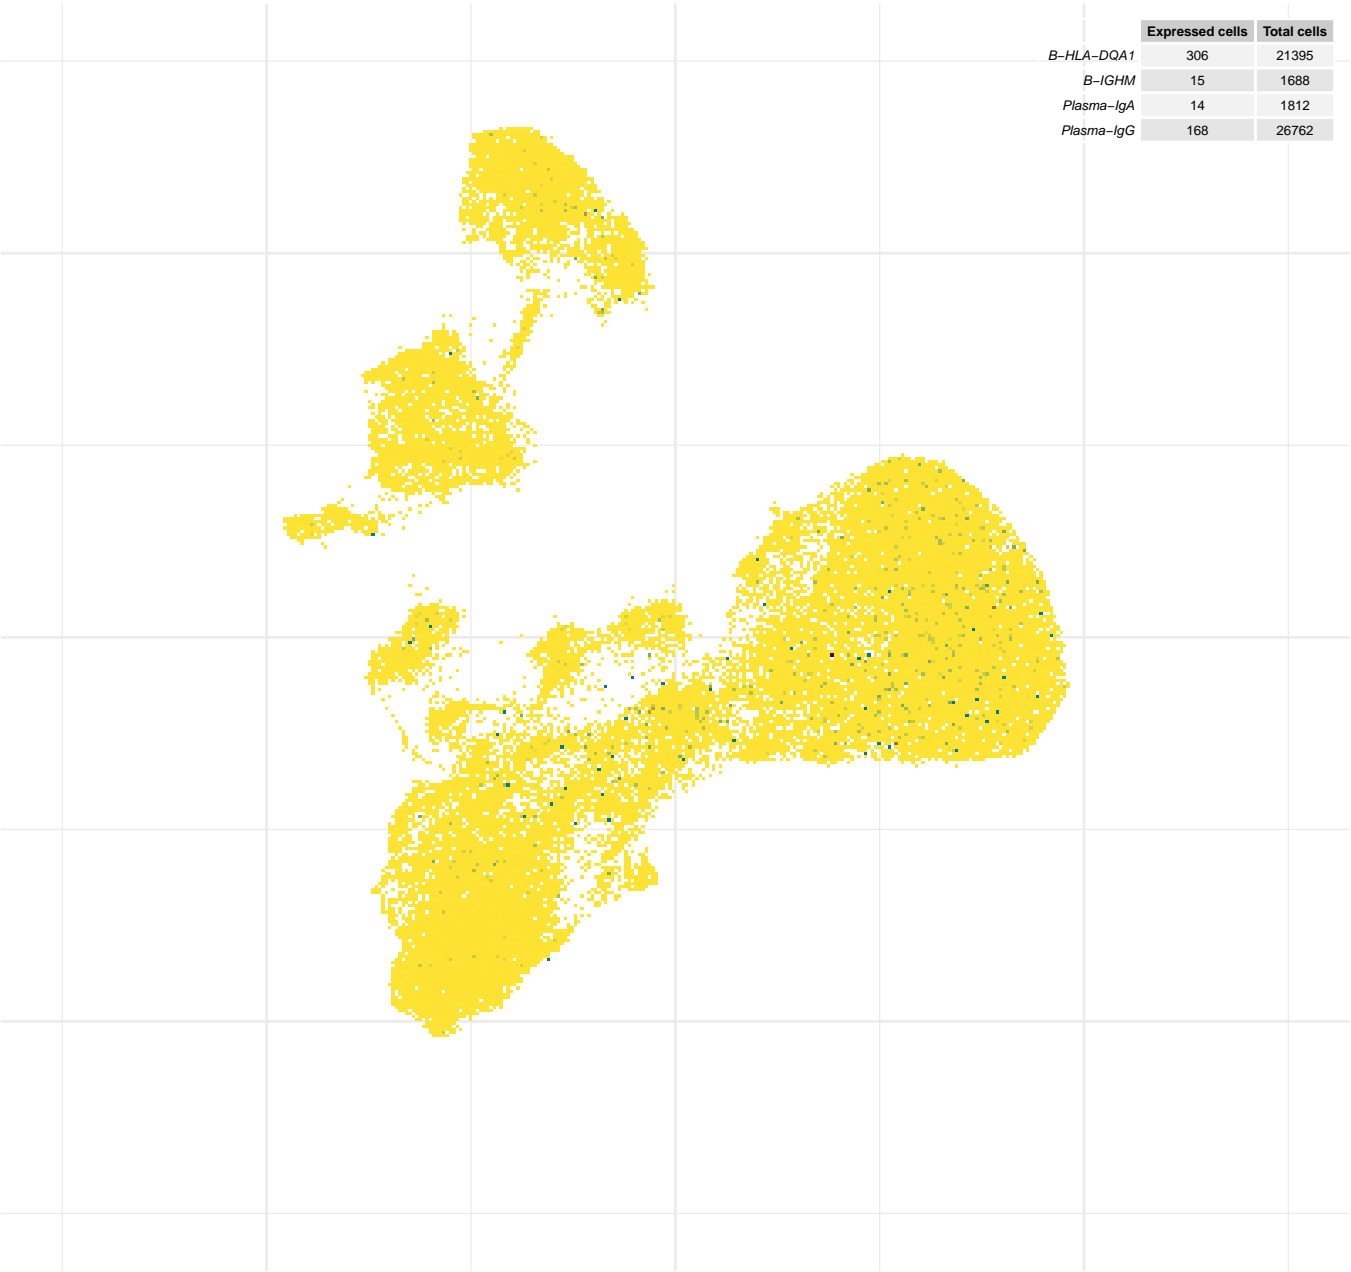 Expressed cells Total cells
B−HLA−DQA1 306 21395
B−IGHM 15 1688
Plasma−IgA 14 1812
Plasma−IgG 168 26762